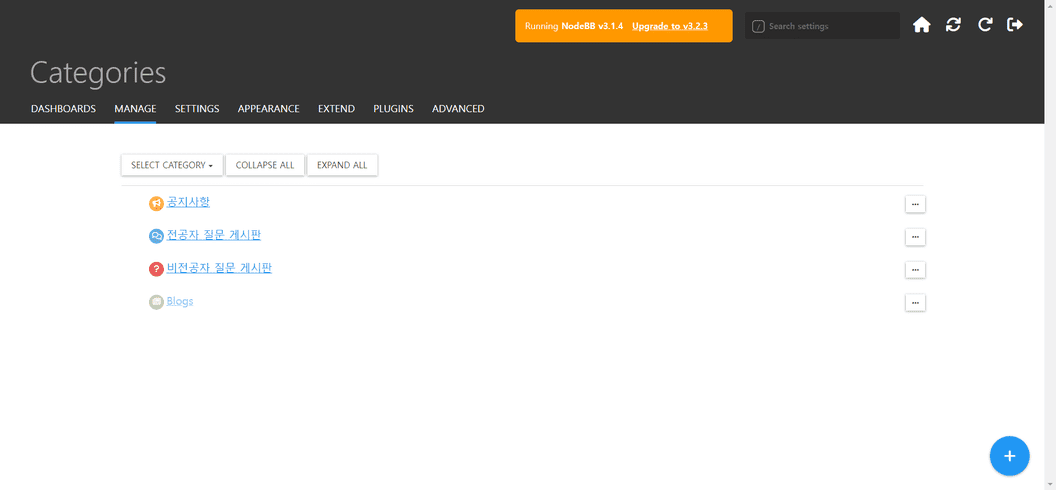 Running NodeBB v3.1.4 Upgrade to v3.2.3
/ Search settings
Categories
DASHBOARDS MANAGE SETTINGS APPEARANCE EXTEND PLUGINS ADVANCED
SELECT CATEGORY COLLAPSE ALL EXPAND ALL
공지사항 ...
전공자 질문 게시판 ...
? 비전공자 질문 게시판 ...
Blogs ...
+